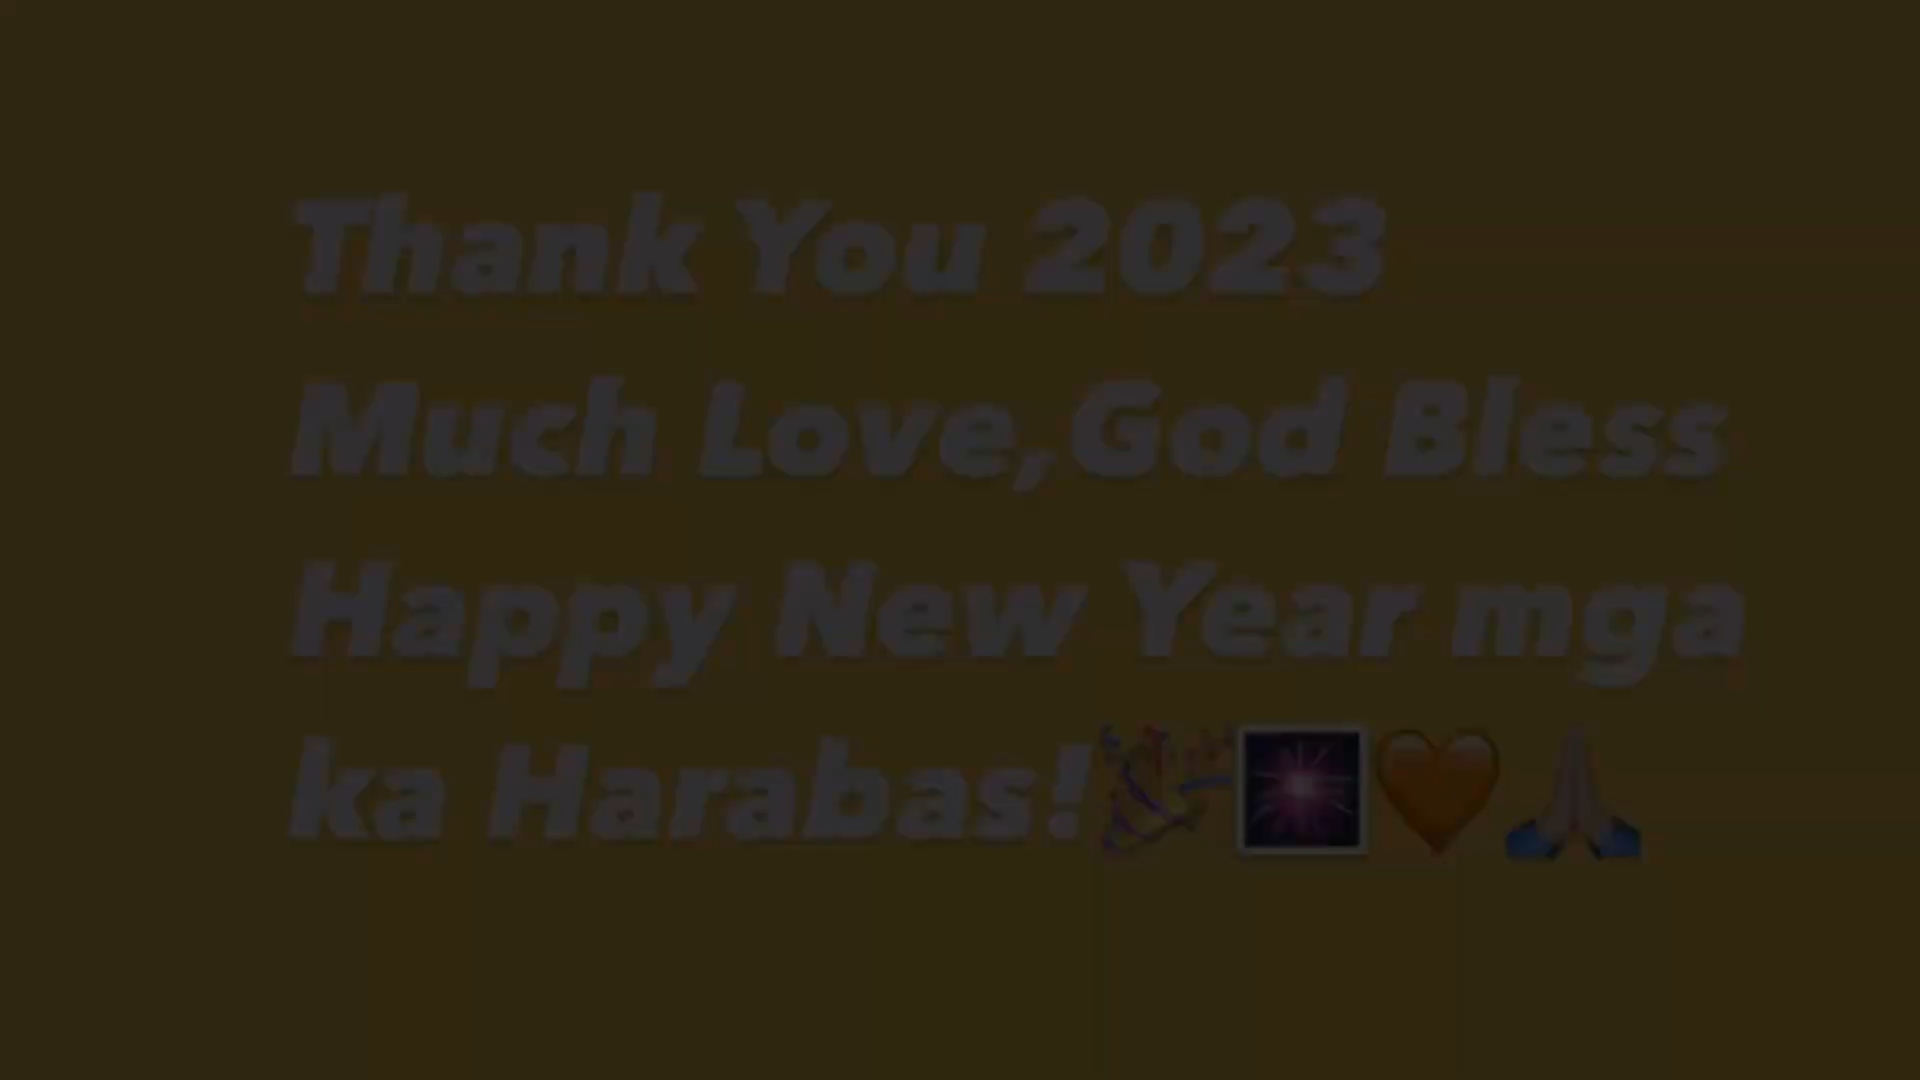 Thank You 2023
Much Love,God Bless
Happy New Year mga
ka Harabas!🎉🎆🧡🙏